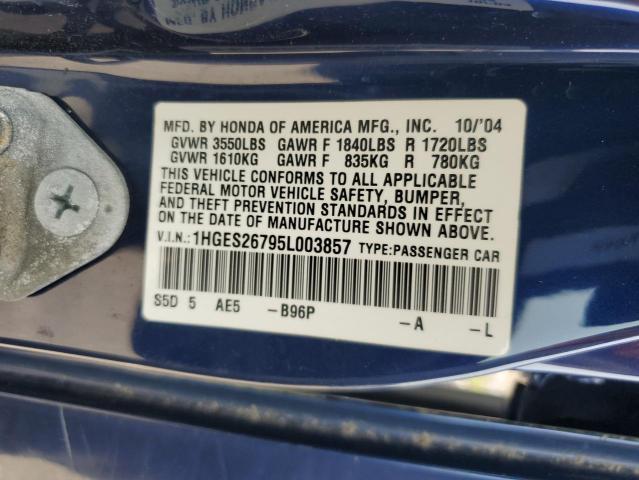 MFD. BY HONDA OF AMERICA MFG., INC. 10/'04
GVWR 3550LBS GAWR F 1840LBS R 1720LBS
GVWR 1610KG GAWR F 835KG R 780KG
THIS VEHICLE CONFORMS TO ALL APPLICABLE
FEDERAL MOTOR VEHICLE SAFETY, BUMPER,
AND THEFT PREVENTION STANDARDS IN EFFECT
ON THE DATE OF MANUFACTURE SHOWN ABOVE.
V.I.N.:1HGES26795L003857 TYPE:PASSENGER CAR
S5D 5 AE5 -B96P -A -L